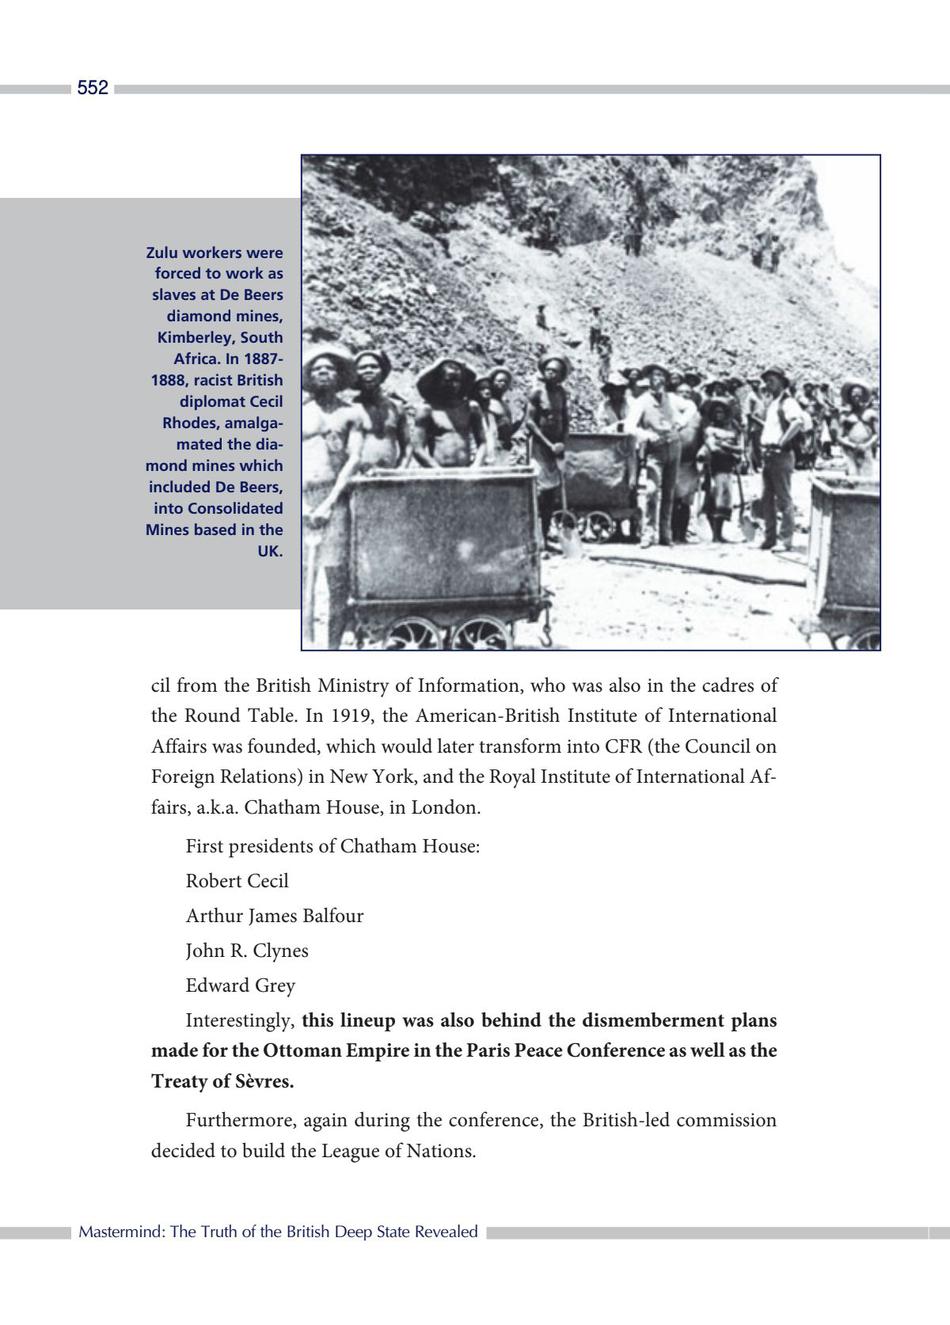 552
Zulu workers were
forced to work as
slaves at De Beers
diamond mines,
Kimberley, South
Africa. In 1887-
1888, racist British
diplomat Cecil
Rhodes, amalga-
mated the dia-
mond mines which
included De Beers,
into Consolidated
Mines based in the
UK.
cil from the British Ministry of Information, who was also in the cadres of
the Round Table. In 1919, the American-British Institute of International
Affairs was founded, which would later transform into CFR (the Council on
Foreign Relations) in New York, and the Royal Institute of International Af-
fairs, a.k.a. Chatham House, in London.
First presidents of Chatham House:
Robert Cecil
Arthur James Balfour
John R. Clynes
Edward Grey
Interestingly, this lineup was also behind the dismemberment plans
made for the Ottoman Empire in the Paris Peace Conference as well as the
Treaty of Sèvres.
Furthermore, again during the conference, the British-led commission
decided to build the League of Nations.
Mastermind: The Truth of the British Deep State Revealed